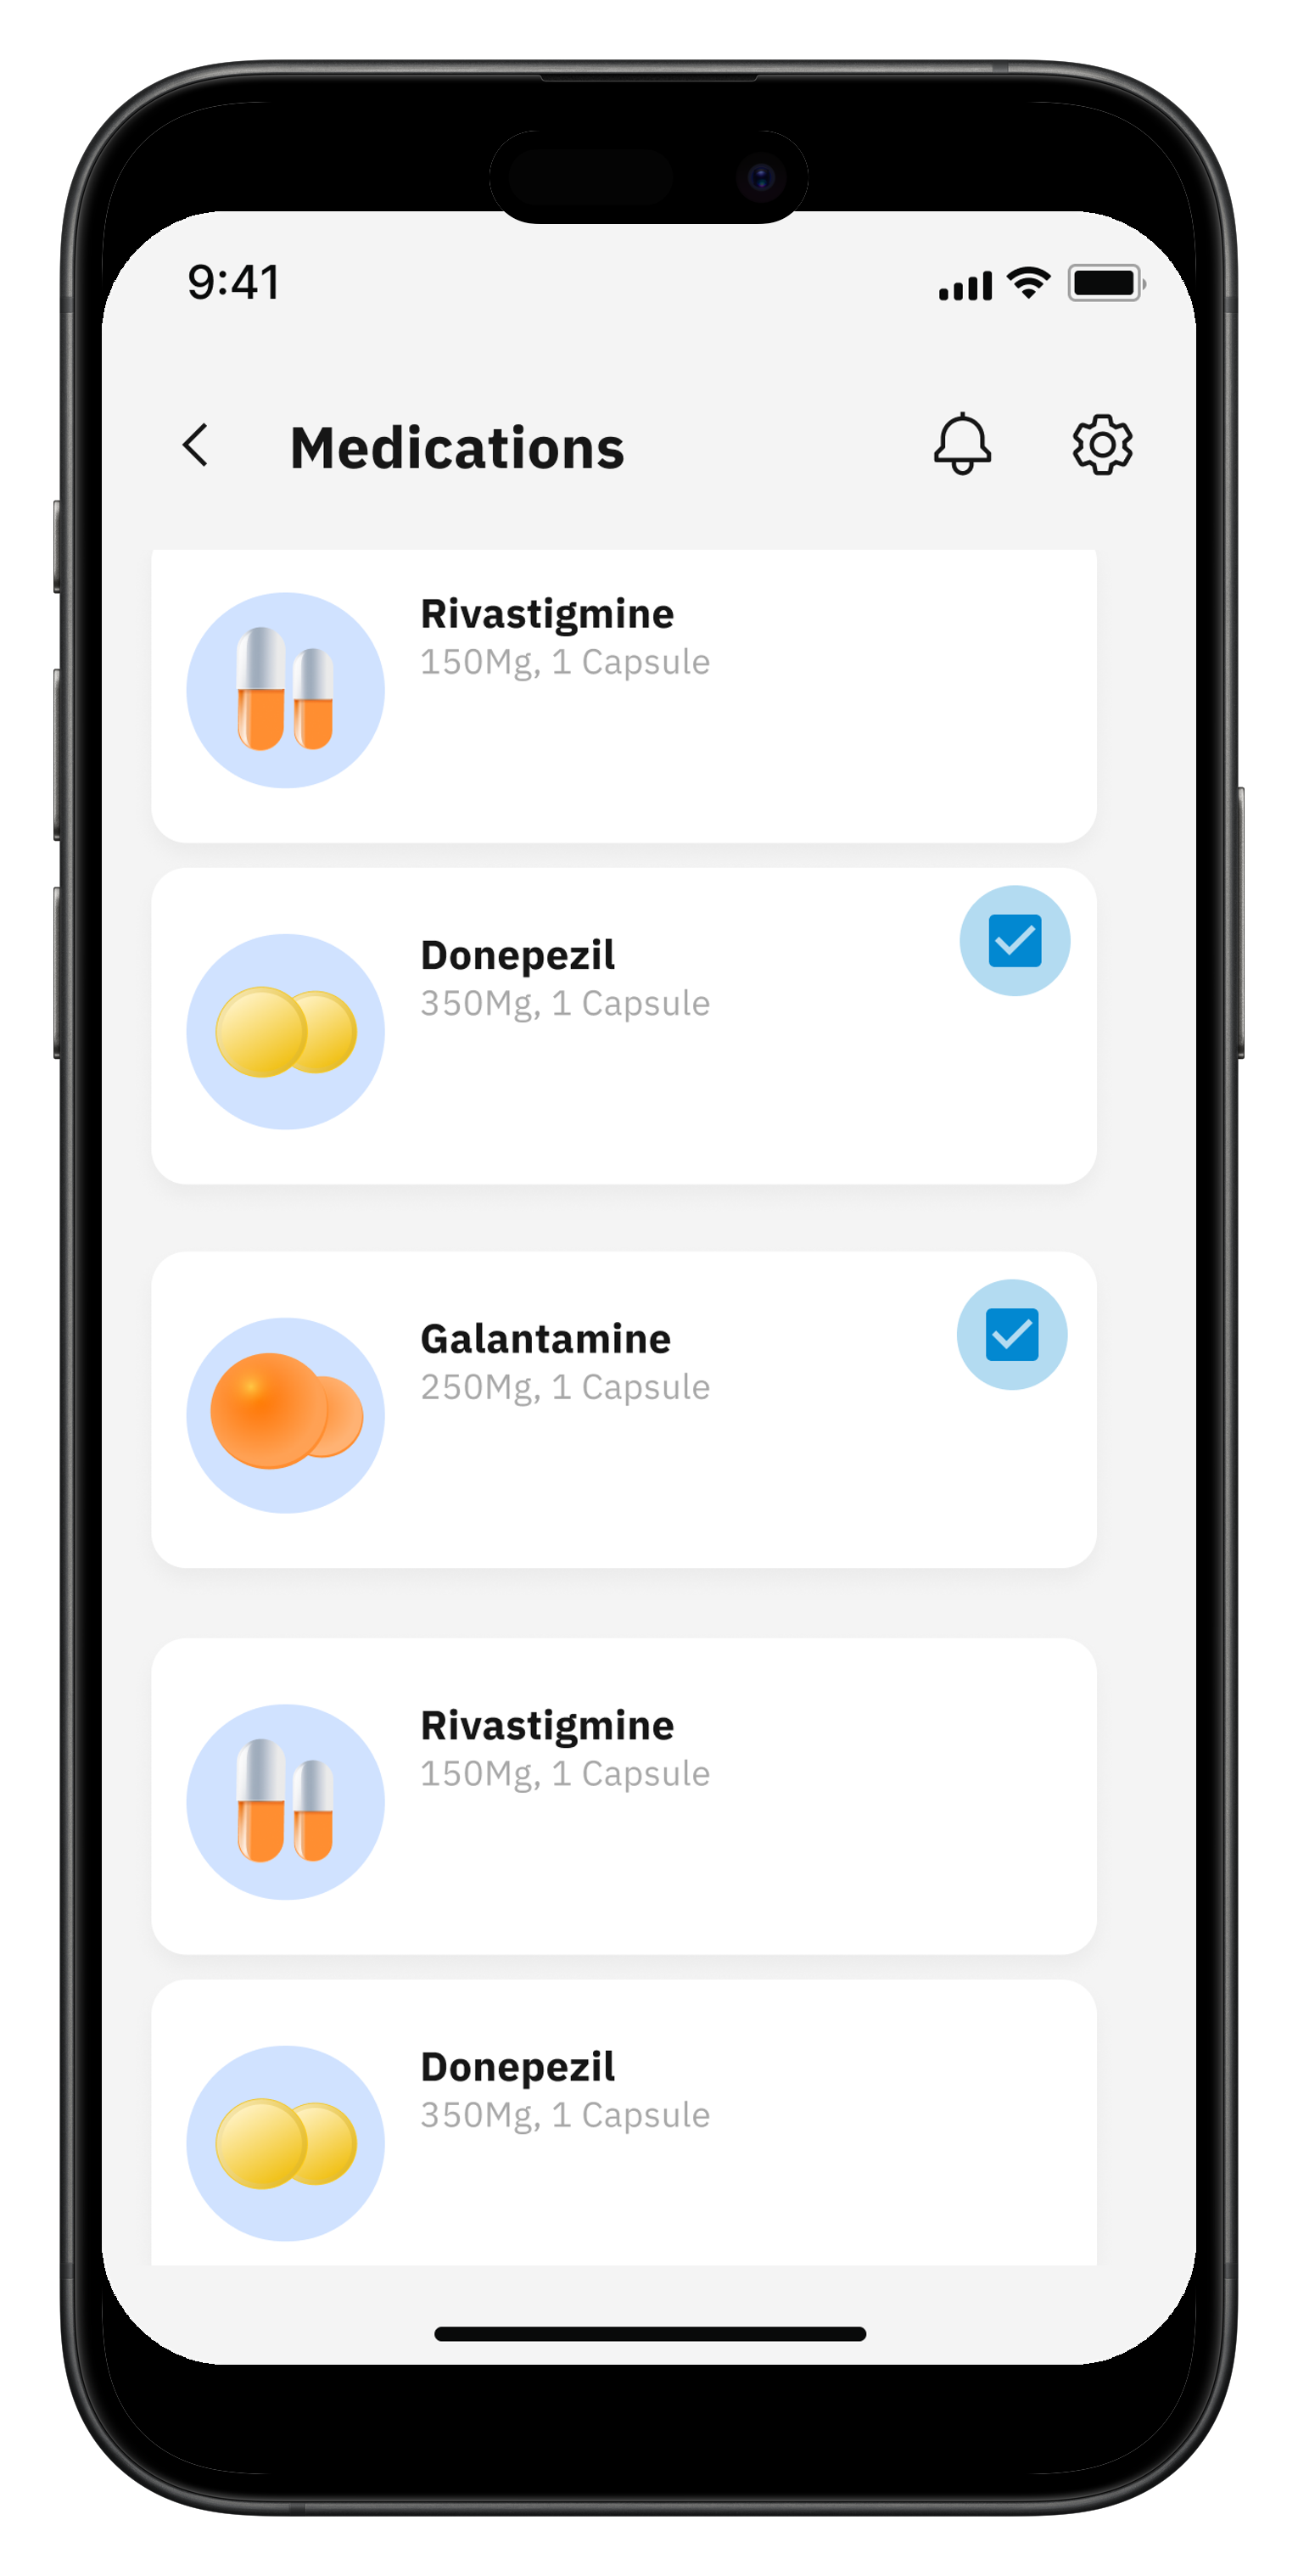 9:41
Medications
Rivastigmine
150Mg, 1 Capsule
Donepezil
350Mg, 1 Capsule
Galantamine
250Mg, 1 Capsule
Rivastigmine
150Mg, 1 Capsule
Donepezil
350Mg, 1 Capsule